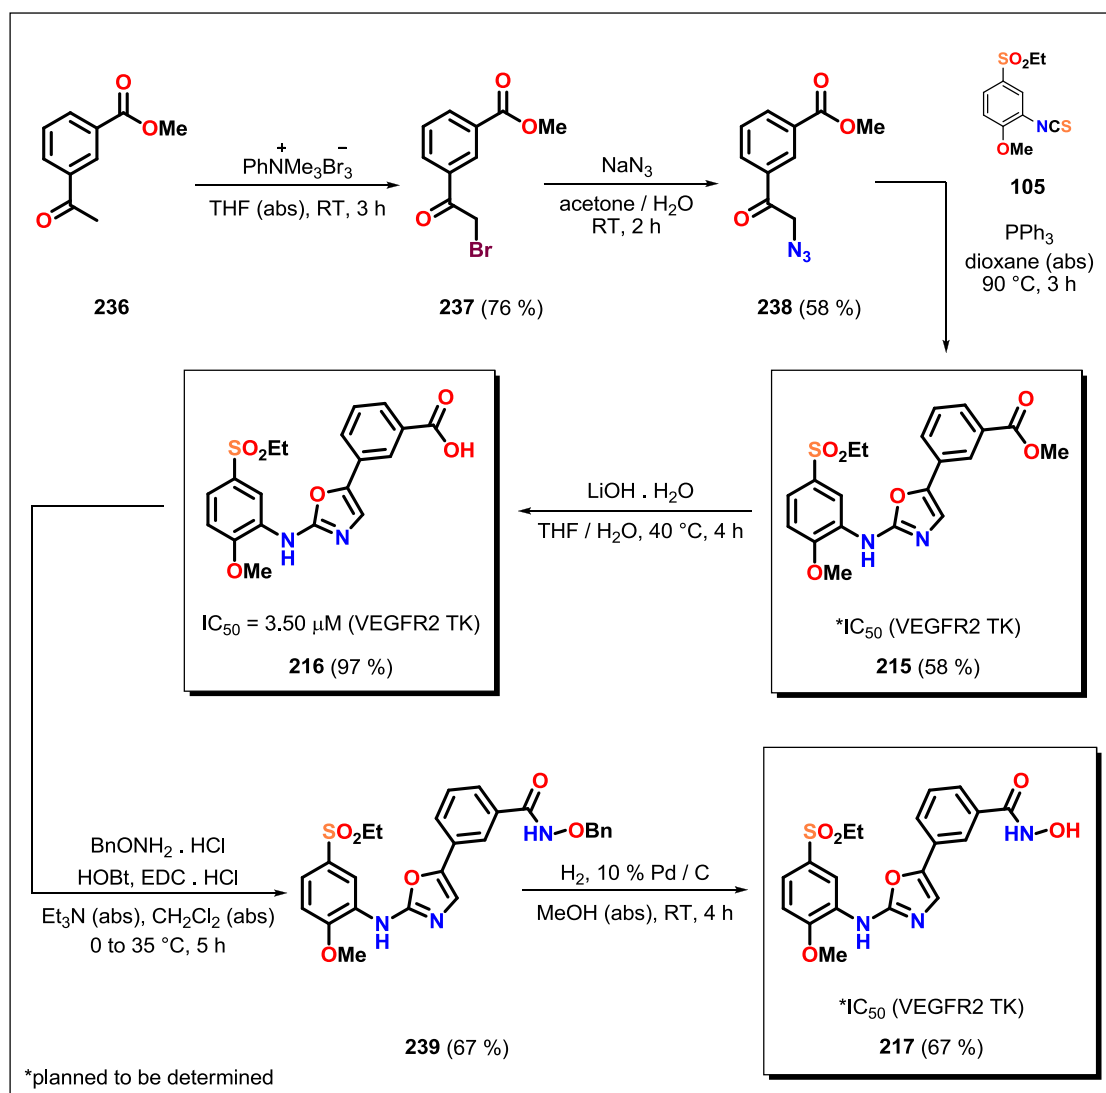 O
OMe
O
236
+ −
PhNMe3Br3
THF (abs), RT, 3 h
O
OMe
O
Br
237 (76 %)
NaN3
acetone / H2O
RT, 2 h
O
OMe
O
N3
238 (58 %)
SO2Et
NCS
OMe
105
PPh3
dioxane (abs)
90 °C, 3 h
O
OH
SO2Et
O
N
H
N
OMe
IC50 = 3.50 μM (VEGFR2 TK)
216 (97 %)
LiOH . H2O
THF / H2O, 40 °C, 4 h
O
OMe
SO2Et
O
N
H
N
OMe
*IC50 (VEGFR2 TK)
215 (58 %)
BnONH2 . HCl
HOBt, EDC . HCl
Et3N (abs), CH2Cl2 (abs)
0 to 35 °C, 5 h
O
HN
OBn
SO2Et
O
N
H
N
OMe
239 (67 %)
H2, 10 % Pd / C
MeOH (abs), RT, 4 h
O
HN
OH
SO2Et
O
N
H
N
OMe
*IC50 (VEGFR2 TK)
217 (67 %)
*planned to be determined